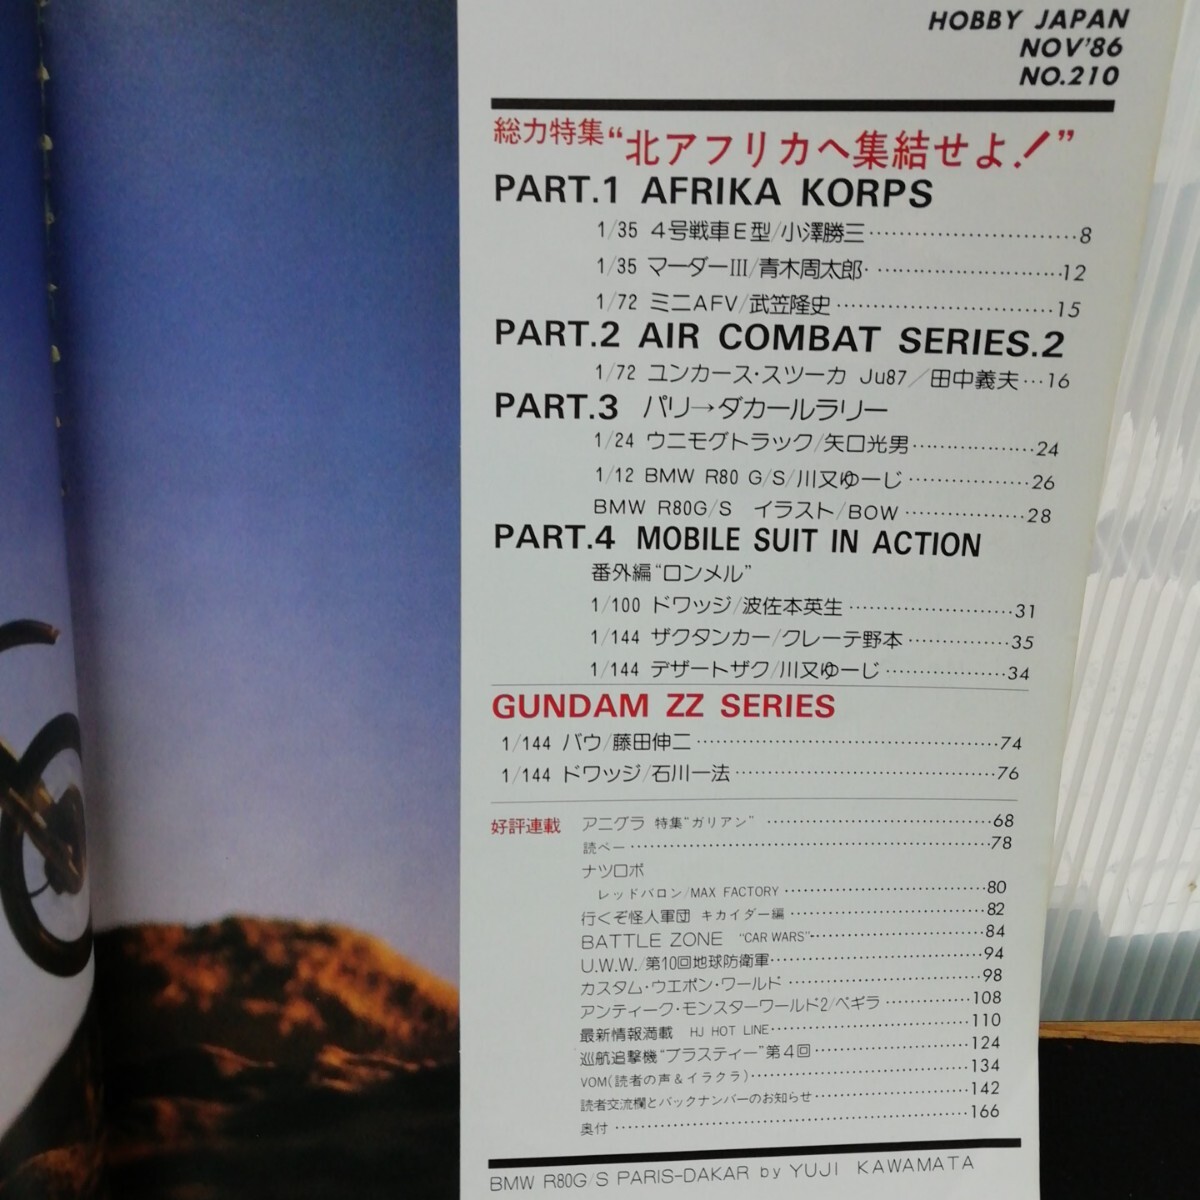 HOBBY JAPAN
NOV'86
NO.210
総力特集“北アフリカへ集結せよ！”
PART.1 AFRIKA KORPS
1/35 4号戦車E型/小澤勝三…………………………8
1/35 マーダーIII/青木周太郎………………………12
1/72 ミニAFV/武笠隆史………………………………15
PART.2 AIR COMBAT SERIES.2
1/72 ユンカース・スツーカ Ju87／田中義夫…16
PART.3 パリ→ダカールラリー
1/24 ウニモグトラック/矢口光男………………24
1/12 BMW R80 G/S/川又ゆーじ………………26
BMW R80G/S イラスト/BOW………………28
PART.4 MOBILE SUIT IN ACTION
番外編“ロンメル”
1/100 ドワッジ/波佐本英生……………………31
1/144 ザクタンカー/クレーテ野本……………35
1/144 デザートザク/川又ゆーじ………………34
GUNDAM ZZ SERIES
1/144 バウ/藤田伸二……………………………………74
1/144 ドワッジ/石川一法………………………………76
好評連載 アニグラ 特集“ガリアン”…………………………68
読べー……………………………………………78
ナツロボ
レッドバロン/MAX FACTORY…………………………80
行くぞ怪人軍団 キカイダー編…………………………82
BATTLE ZONE “CAR WARS”…………………………84
U.W.W./第10回地球防衛軍…………………………94
カスタム・ウエポン・ワールド…………………………98
アンティーク・モンスターワールド2/ペギラ……………108
最新情報満載 HJ HOT LINE…………………………110
巡航追撃機“ブラスティー”第4回……………………124
VOM(読者の声&イラクラ)……………………………134
読者交流欄とバックナンバーのお知らせ……………………142
奥付……………………………………………166
BMW R80G/S PARIS-DAKAR by YUJI KAWAMATA